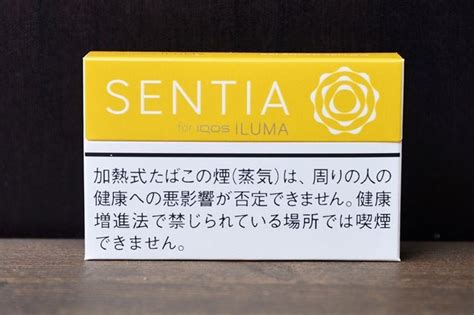 SENTIA
for IQOS ILUMA
加熱式たばこの煙(蒸気)は、周りの人の
健康への悪影響が否定できません。健康
増進法で禁じられている場所では喫煙
できません。